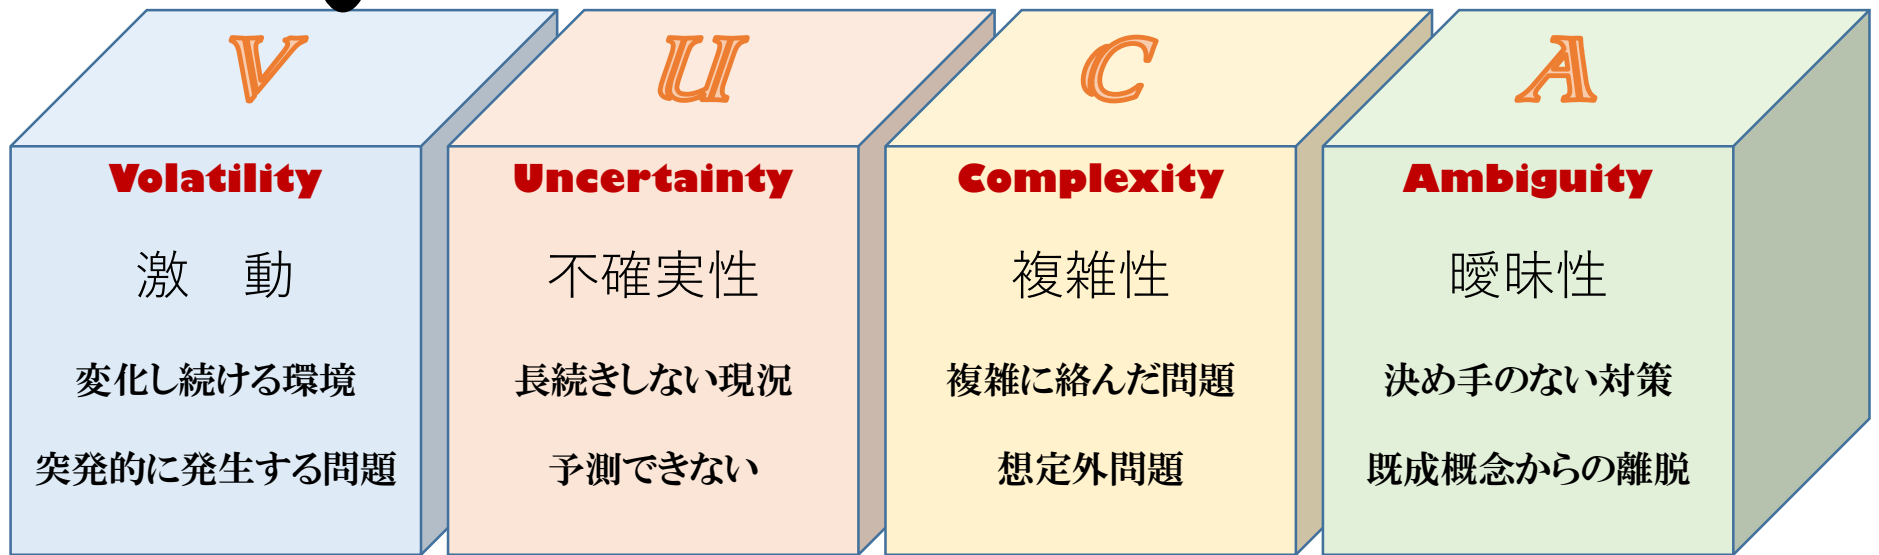 V
Volatility
激　動
変化し続ける環境
突発的に発生する問題
U
Uncertainty
不確実性
長続きしない現況
予測できない
C
Complexity
複雑性
複雑に絡んだ問題
想定外問題
A
Ambiguity
曖昧性
決め手のない対策
既成概念からの離脱